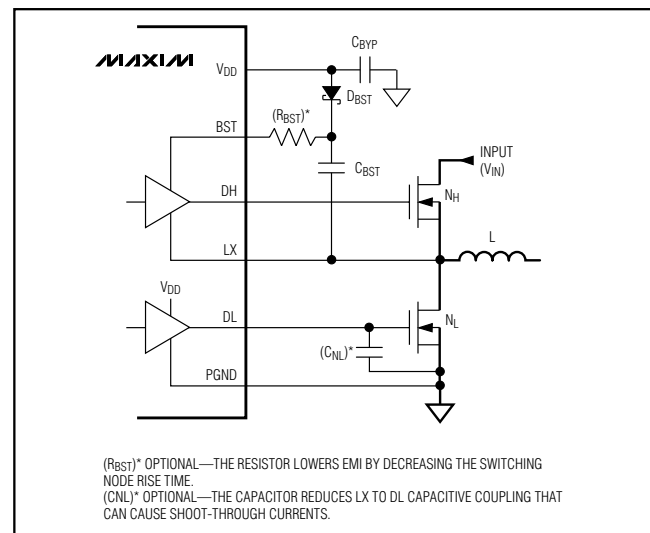 MAXIM
CBYP
VDD
DBST
(RBST)*
BST
CBST
INPUT
(VIN)
DH
NH
LX
L
VDD
DL
NL
(CNL)*
PGND
(RBST)* OPTIONAL—THE RESISTOR LOWERS EMI BY DECREASING THE SWITCHING
NODE RISE TIME.
(CNL)* OPTIONAL—THE CAPACITOR REDUCES LX TO DL CAPACITIVE COUPLING THAT
CAN CAUSE SHOOT-THROUGH CURRENTS.